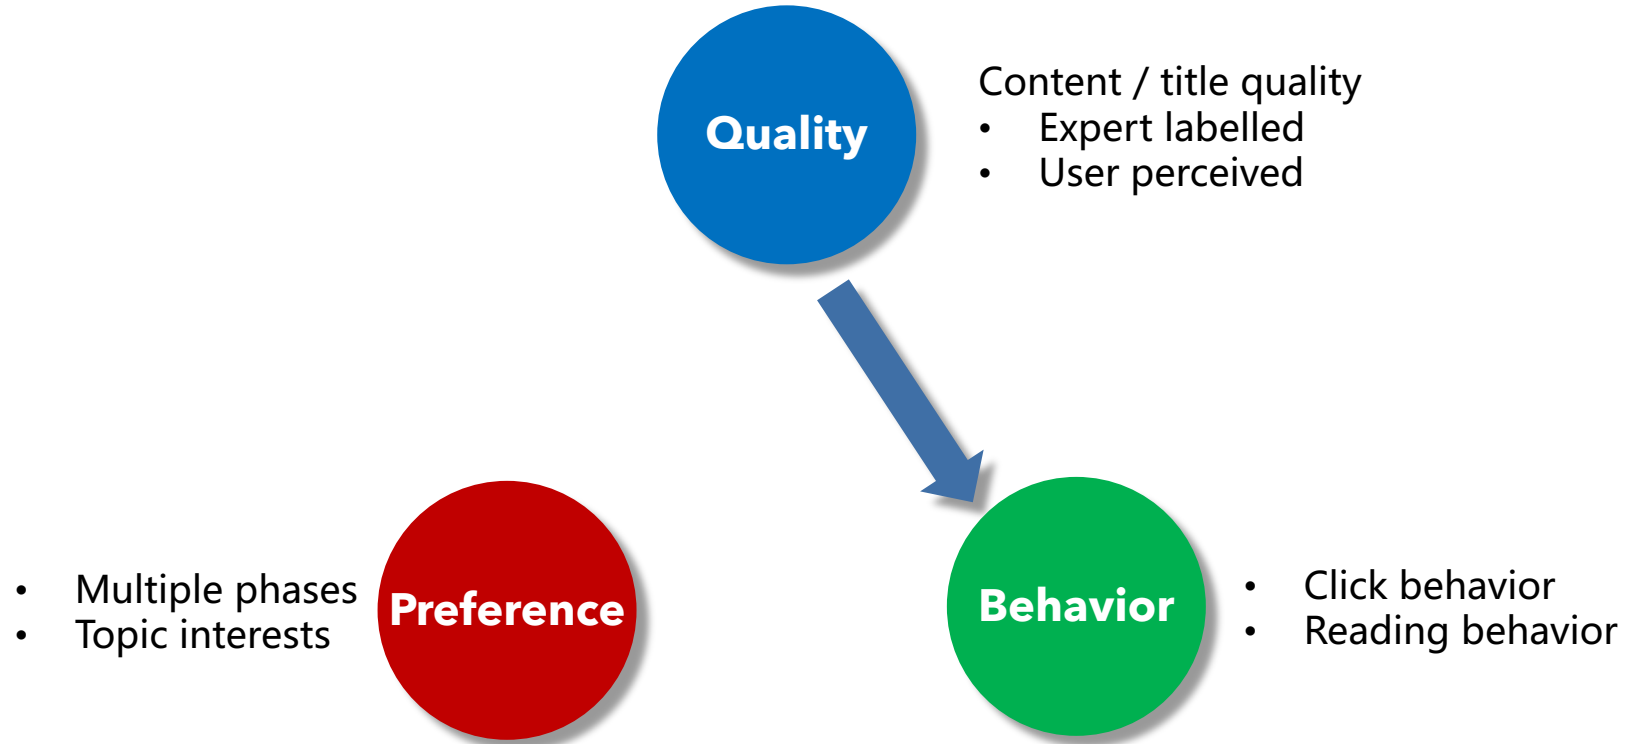 Quality
Content / title quality
• Expert labelled
• User perceived
• Multiple phases
• Topic interests
Preference
Behavior
• Click behavior
• Reading behavior